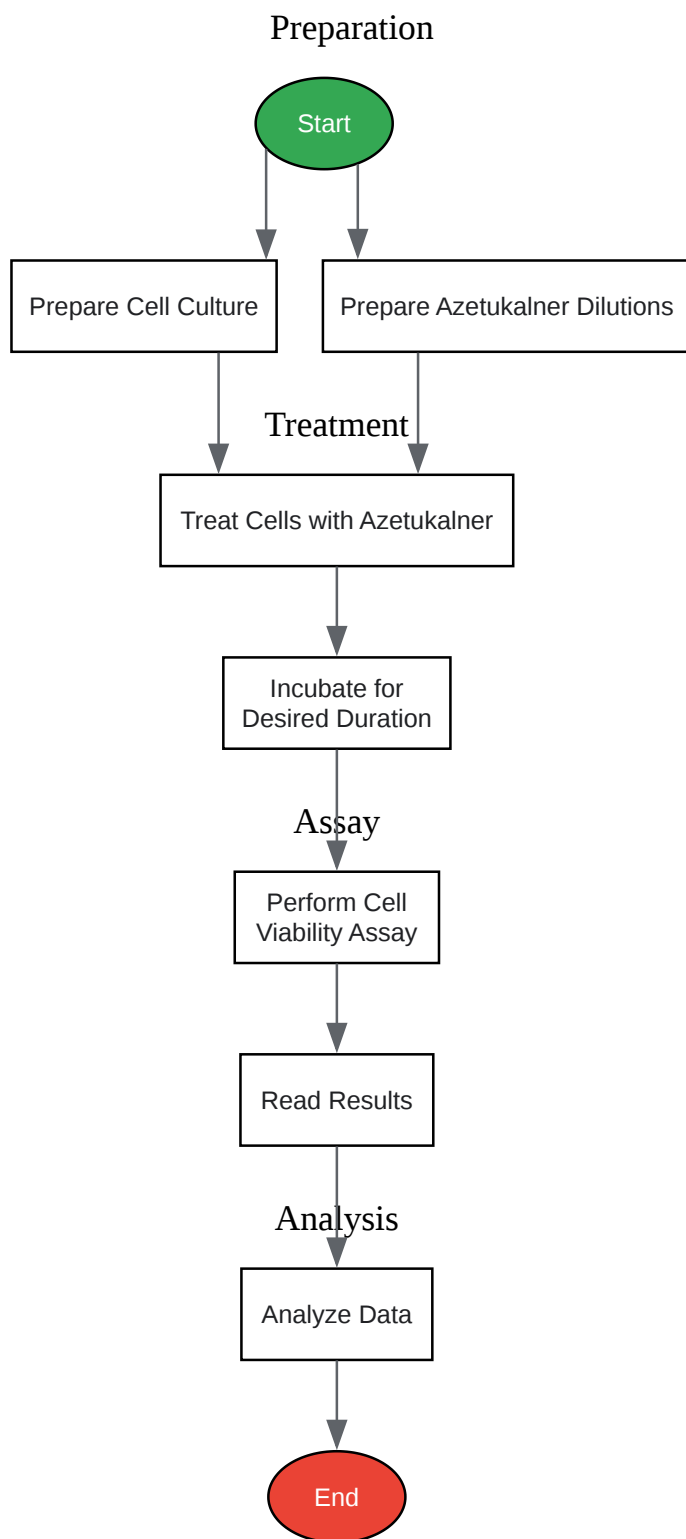 Preparation
Start
Prepare Cell Culture
Prepare Azetukalner Dilutions
Treatment
Treat Cells with Azetukalner
Incubate for
Desired Duration
Assay
Perform Cell
Viability Assay
Read Results
Analysis
Analyze Data
End